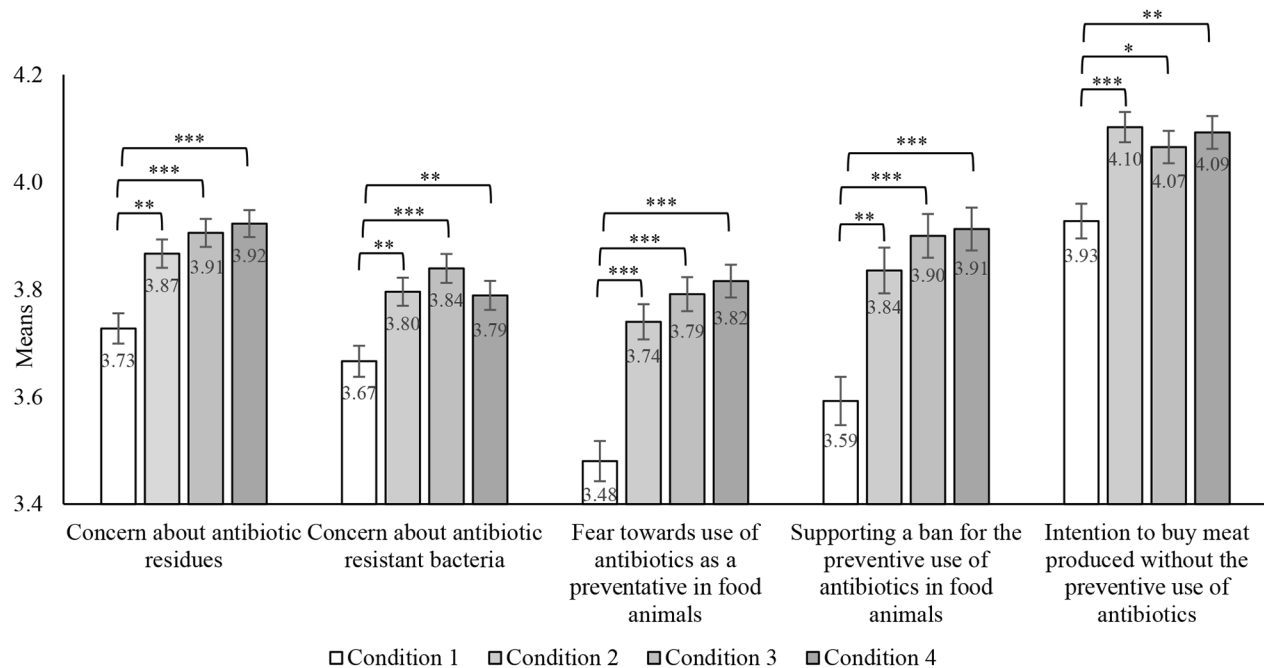 **
*
***
4.2
4.0
3.8
3.6
3.4
Means
***
***
**
3.73
3.87
3.91
3.92
**
***
**
3.67
3.80
3.84
3.79
***
***
***
3.48
3.74
3.79
3.82
***
***
**
3.59
3.84
3.90
3.91
3.93
4.10
4.07
4.09
Concern about antibiotic
residues
Concern about antibiotic
resistant bacteria
Fear towards use of
antibiotics as a
preventative in food
animals
Supporting a ban for the
preventive use of
antibiotics in food
animals
Intention to buy meat
produced without the
preventive use of
antibiotics
Condition 1 Condition 2 Condition 3 Condition 4